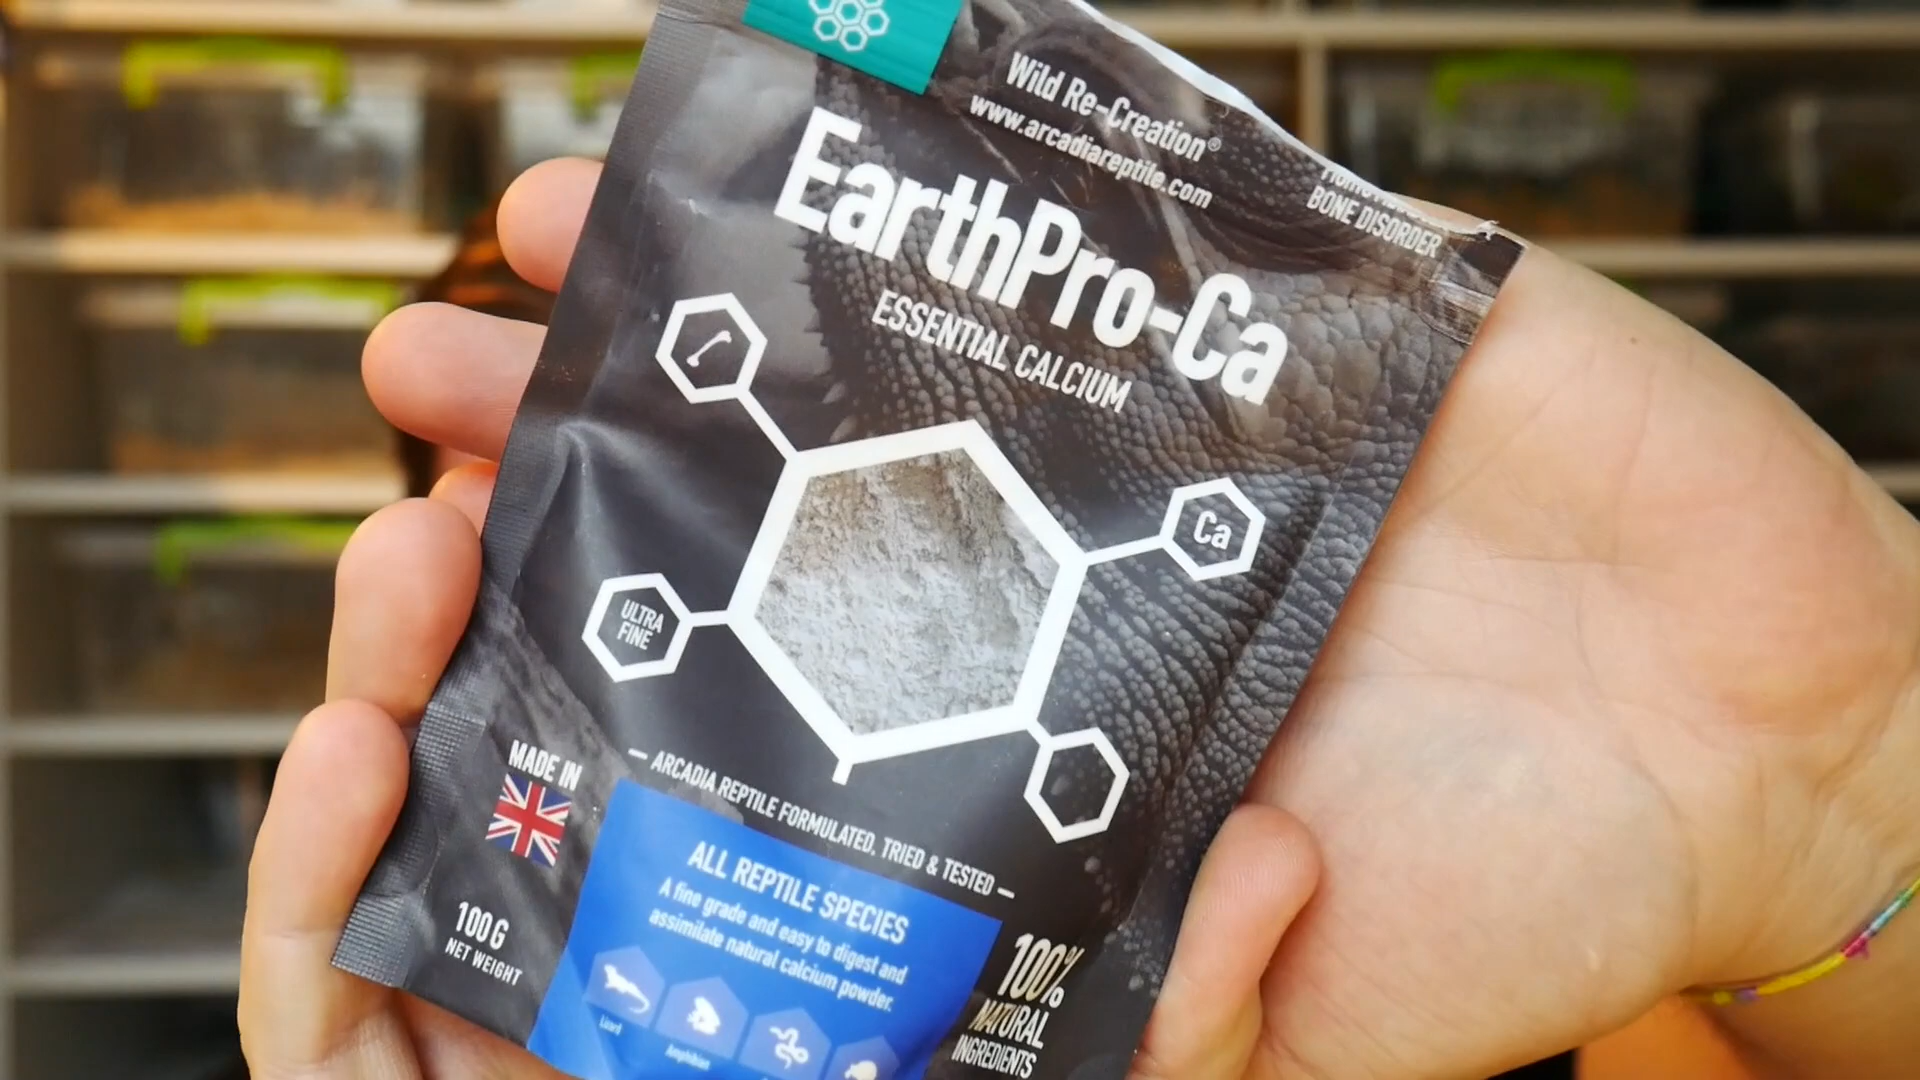 Wild Re-Creation®
www.arcadiareptile.com
BONE DISORDER
EarthPro-Ca
ESSENTIAL CALCIUM
Ca
ULTRA
FINE
MADE IN
— ARCADIA REPTILE FORMULATED, TRIED & TESTED —
ALL REPTILE SPECIES
A fine grade and easy to digest and
assimilate natural calcium powder.
Lizard
Amphibian
100G
NET WEIGHT
100%
NATURAL
INGREDIENTS